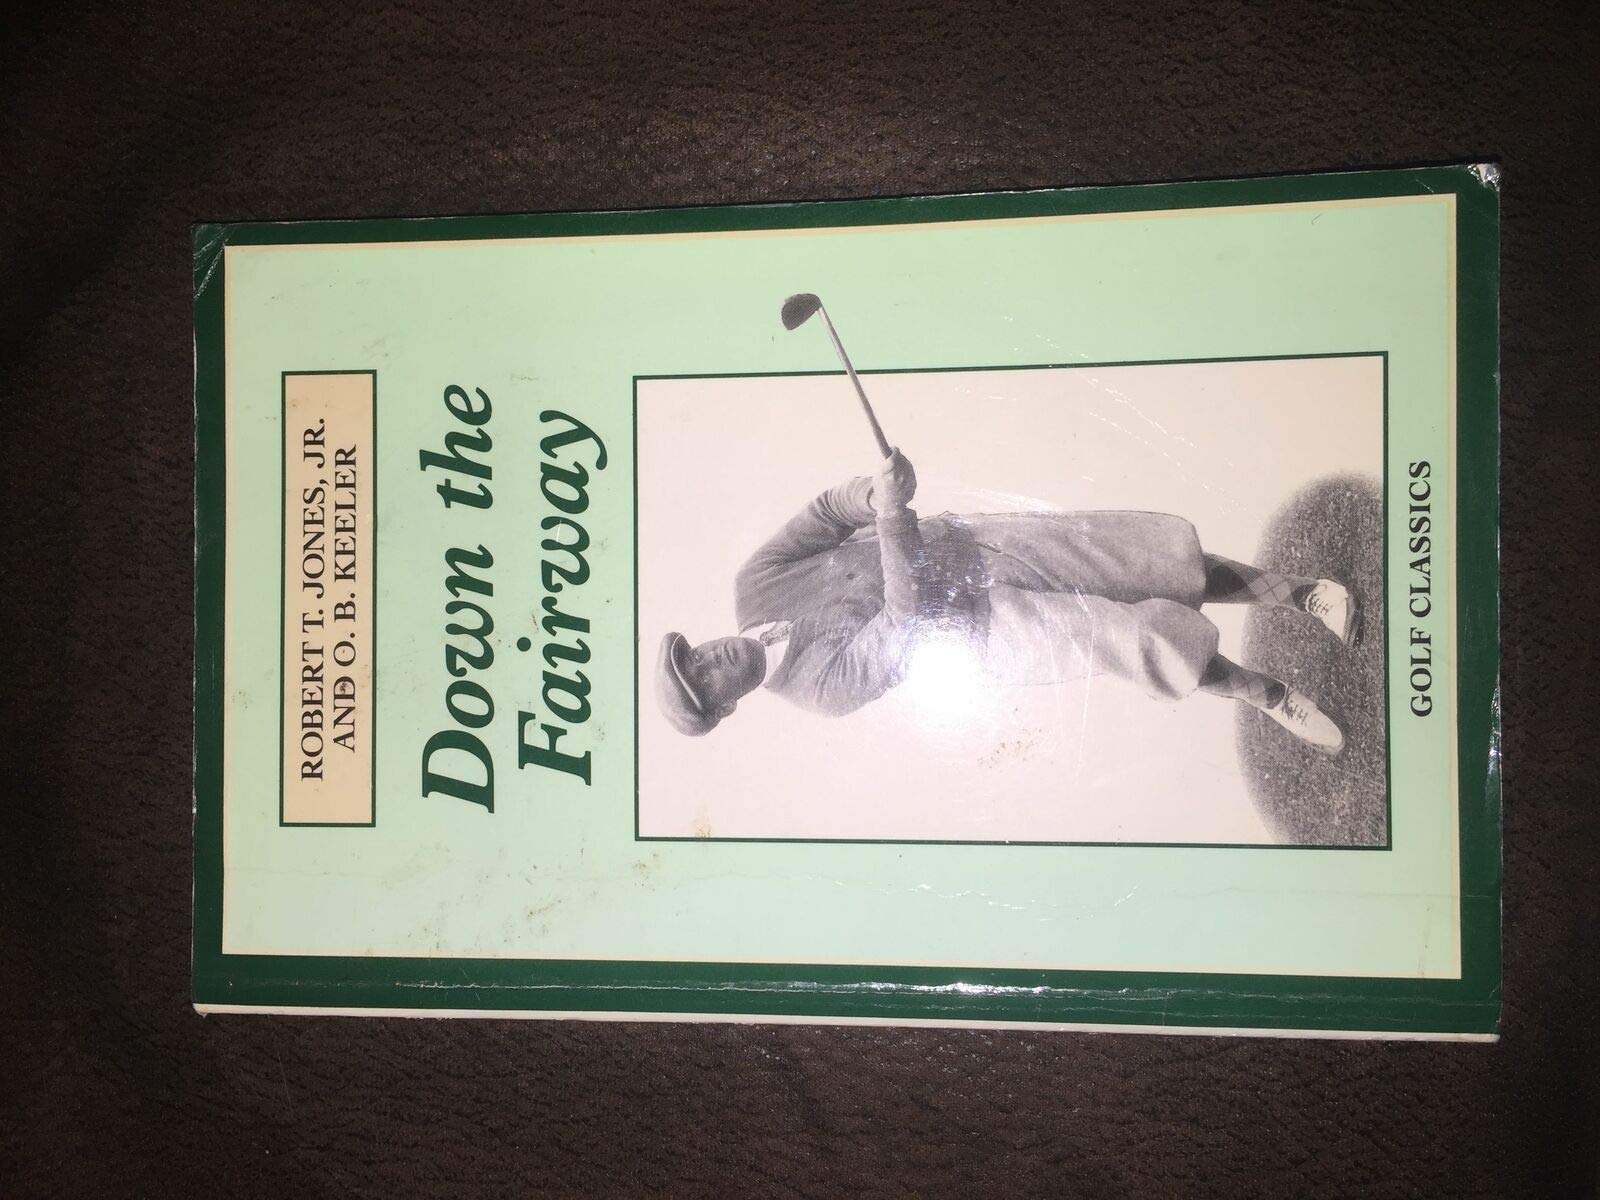 ROBERT T. JONES, JR.
AND O. B. KEELER
Down the
Fairway
GOLF CLASSICS